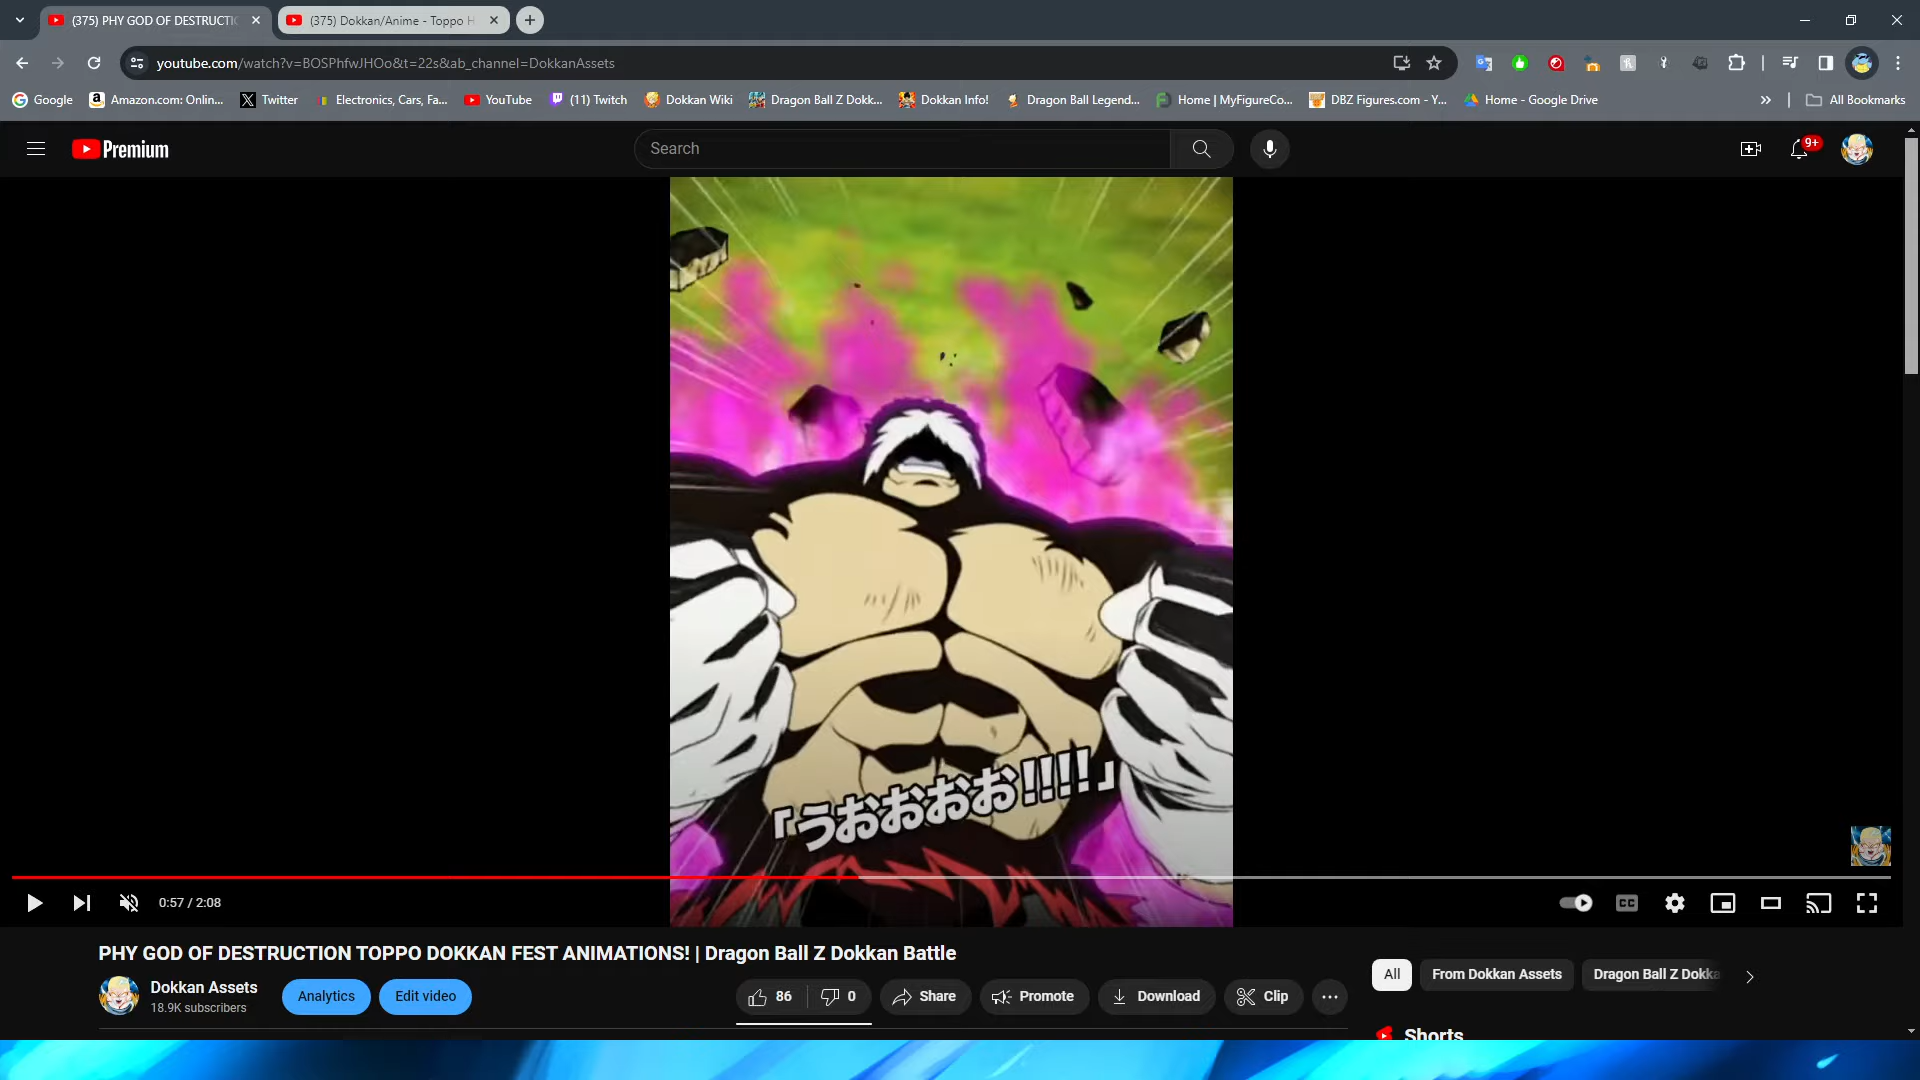 (375) PHY GOD OF DESTRUCTIO
(375) Dokkan/Anime - Toppo H
youtube.com/watch?v=BOSPhfwJHOo&t=22s&ab_channel=DokkanAssets
Google
Amazon.com: Onlin...
Twitter
Electronics, Cars, Fa...
YouTube
(11) Twitch
Dokkan Wiki
Dragon Ball Z Dokk...
Dokkan Info!
Dragon Ball Legend...
Home | MyFigureCo...
DBZ Figures.com - Y...
Home - Google Drive
All Bookmarks
Premium
Search
9+
「うおおおお!!!!」
0:57 / 2:08
CC
PHY GOD OF DESTRUCTION TOPPO DOKKAN FEST ANIMATIONS! | Dragon Ball Z Dokkan Battle
Dokkan Assets
18.9K subscribers
Analytics
Edit video
86
0
Share
Promote
Download
Clip
All
From Dokkan Assets
Dragon Ball Z Dokka
Shorts